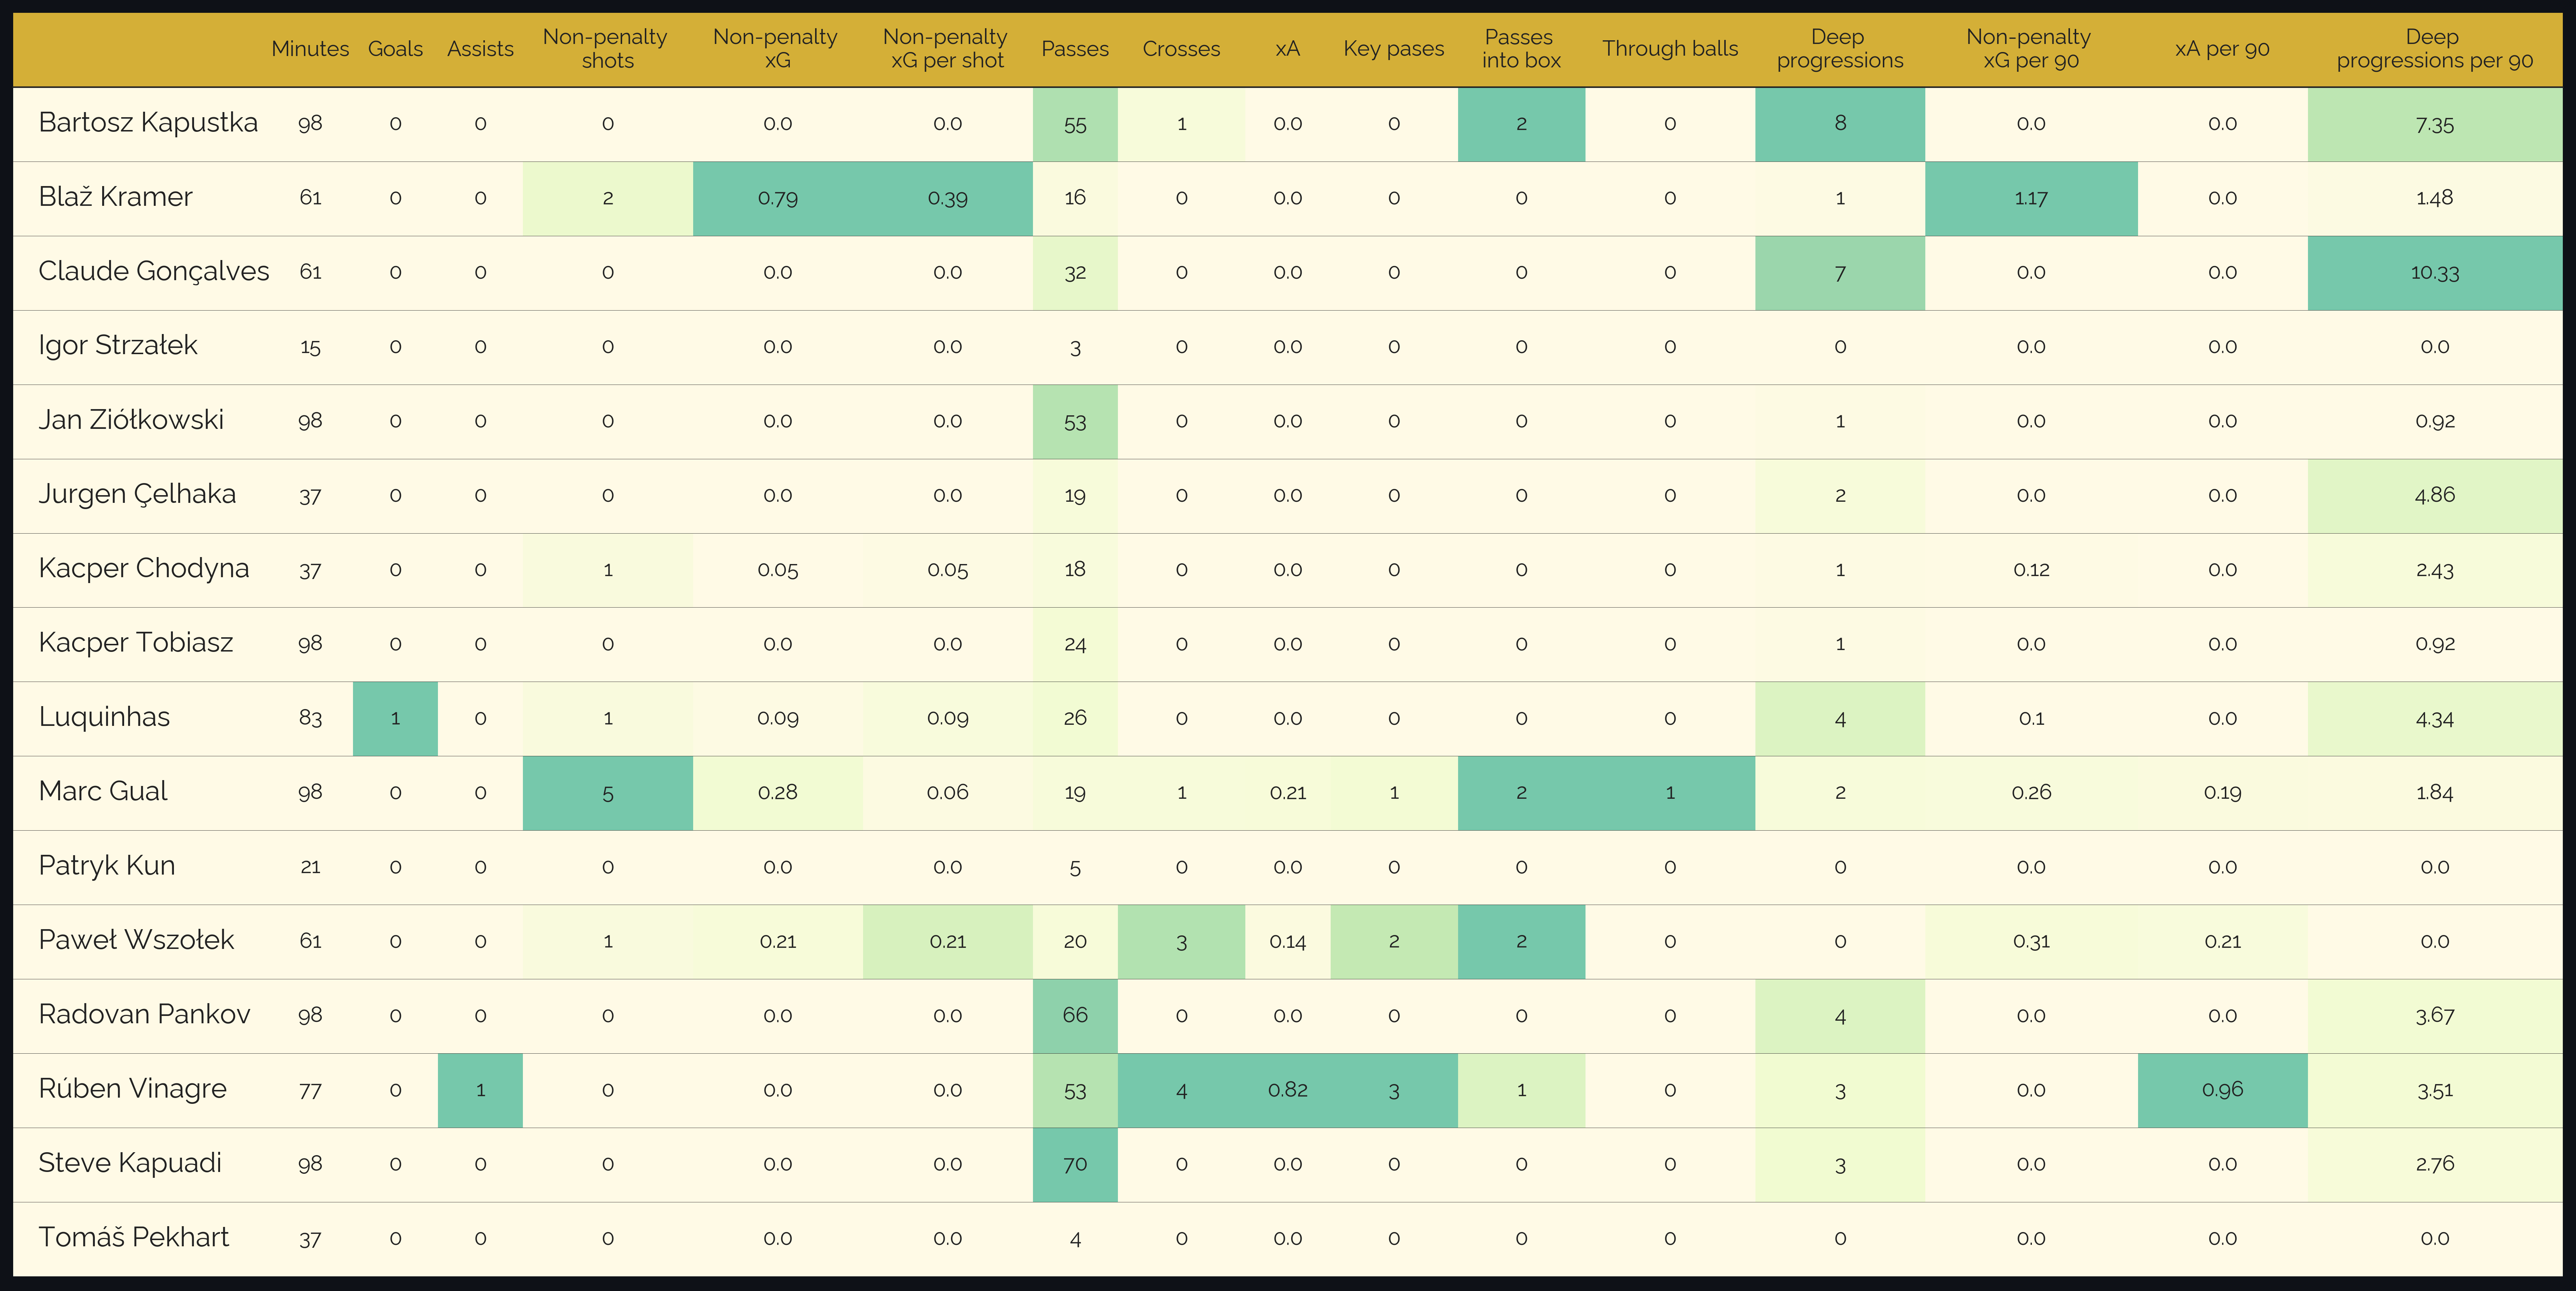 Minutes Goals Assists Non-penalty shots Non-penalty xG Non-penalty xG per shot Passes Crosses xA Key pases Passes into box Through balls Deep progressions Non-penalty xG per 90 xA per 90 Deep progressions per 90
Bartosz Kapustka 98 0 0 0 0.0 0.0 55 1 0.0 0 2 0 8 0.0 0.0 7.35
Blaž Kramer 61 0 0 2 0.79 0.39 16 0 0.0 0 0 0 1 1.17 0.0 1.48
Claude Gonçalves 61 0 0 0 0.0 0.0 32 0 0.0 0 0 0 7 0.0 0.0 10.33
Igor Strzałek 15 0 0 0 0.0 0.0 3 0 0.0 0 0 0 0 0.0 0.0 0.0
Jan Ziółkowski 98 0 0 0 0.0 0.0 53 0 0.0 0 0 0 1 0.0 0.0 0.92
Jurgen Çelhaka 37 0 0 0 0.0 0.0 19 0 0.0 0 0 0 2 0.0 0.0 4.86
Kacper Chodyna 37 0 0 1 0.05 0.05 18 0 0.0 0 0 0 1 0.12 0.0 2.43
Kacper Tobiasz 98 0 0 0 0.0 0.0 24 0 0.0 0 0 0 1 0.0 0.0 0.92
Luquinhas 83 1 0 1 0.09 0.09 26 0 0.0 0 0 0 4 0.1 0.0 4.34
Marc Gual 98 0 0 5 0.28 0.06 19 1 0.21 1 2 1 2 0.26 0.19 1.84
Patryk Kun 21 0 0 0 0.0 0.0 5 0 0.0 0 0 0 0 0.0 0.0 0.0
Paweł Wszołek 61 0 0 1 0.21 0.21 20 3 0.14 2 2 0 0 0.31 0.21 0.0
Radovan Pankov 98 0 0 0 0.0 0.0 66 0 0.0 0 0 0 4 0.0 0.0 3.67
Rúben Vinagre 77 0 1 0 0.0 0.0 53 4 0.82 3 1 0 3 0.0 0.96 3.51
Steve Kapuadi 98 0 0 0 0.0 0.0 70 0 0.0 0 0 0 3 0.0 0.0 2.76
Tomáš Pekhart 37 0 0 0 0.0 0.0 4 0 0.0 0 0 0 0 0.0 0.0 0.0